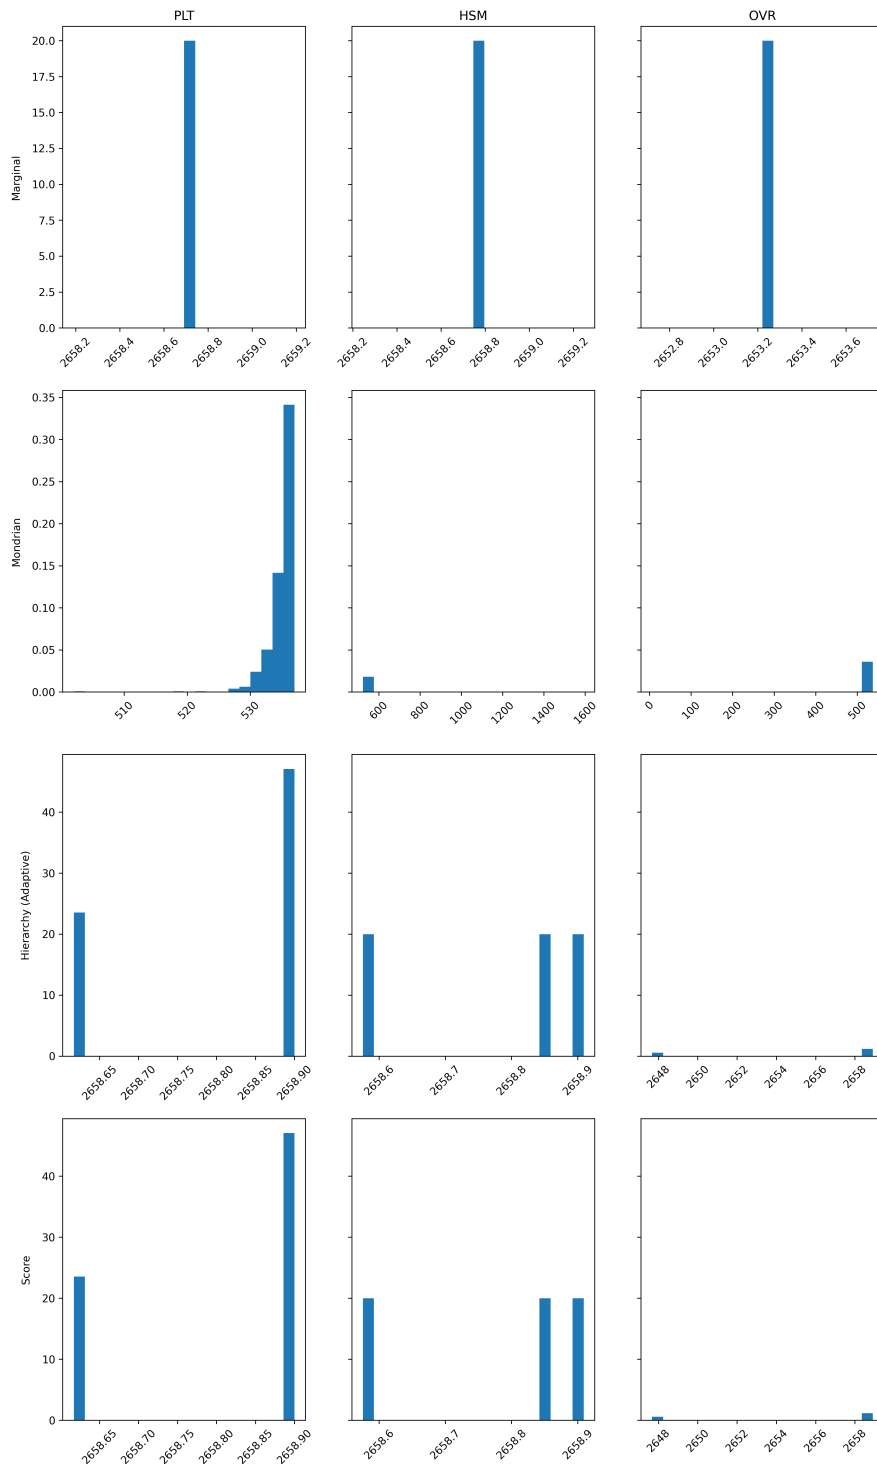 PLT HSM OVR
Marginal
20.0
17.5
15.0
12.5
10.0
7.5
5.0
2.5
0.0
2658.2 2658.4 2658.6 2658.8 2659.0 2659.2
2658.2 2658.4 2658.6 2658.8 2659.0 2659.2
2652.8 2653.0 2653.2 2653.4 2653.6
Mondrian
0.35
0.30
0.25
0.20
0.15
0.10
0.05
0.00
510 520 530
600 800 1000 1200 1400 1600
0 100 200 300 400 500
Hierarchy (Adaptive)
40
30
20
10
0
2658.65 2658.70 2658.75 2658.80 2658.85 2658.90
2658.6 2658.7 2658.8 2658.9
2648 2650 2652 2654 2656 2658
Score
40
30
20
10
0
2658.65 2658.70 2658.75 2658.80 2658.85 2658.90
2658.6 2658.7 2658.8 2658.9
2648 2650 2652 2654 2656 2658